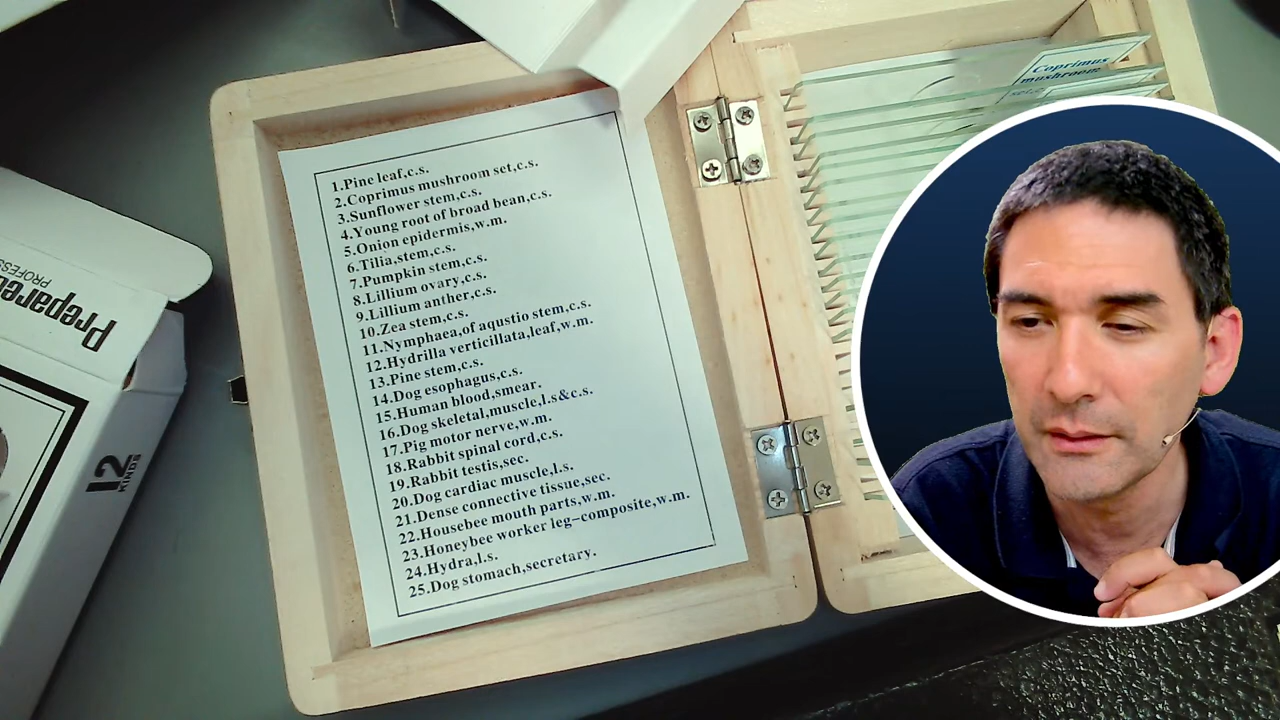 1.Pine leaf,c.s.
2.Coprimus mushroom set,c.s.
3.Sunflower stem,c.s.
4.Young root of broad bean,c.s.
5.Onion epidermis,w.m.
6.Tilia,stem,c.s.
7.Pumpkin stem,c.s.
8.Lillium ovary,c.s.
9.Lillium anther,c.s.
10.Zea stem,c.s.
11.Nymphaea,of aqustio stem,c.s.
12.Hydrilla verticillata,leaf,w.m.
13.Pine stem,c.s.
14.Dog esophagus,c.s.
15.Human blood,smear.
16.Dog skeletal,muscle,l.s&c.s.
17.Pig motor nerve,w.m.
18.Rabbit spinal cord,c.s.
19.Rabbit testis,sec.
20.Dog cardiac muscle,l.s.
21.Dense connective tissue,sec.
22.Housebee mouth parts,w.m.
23.Honeybee worker leg-composite,w.m.
24.Hydra,l.s.
25.Dog stomach,secretary.
Coprimus
mushroom
set,c.s.
Prepared
PROFESS
12
KINDS